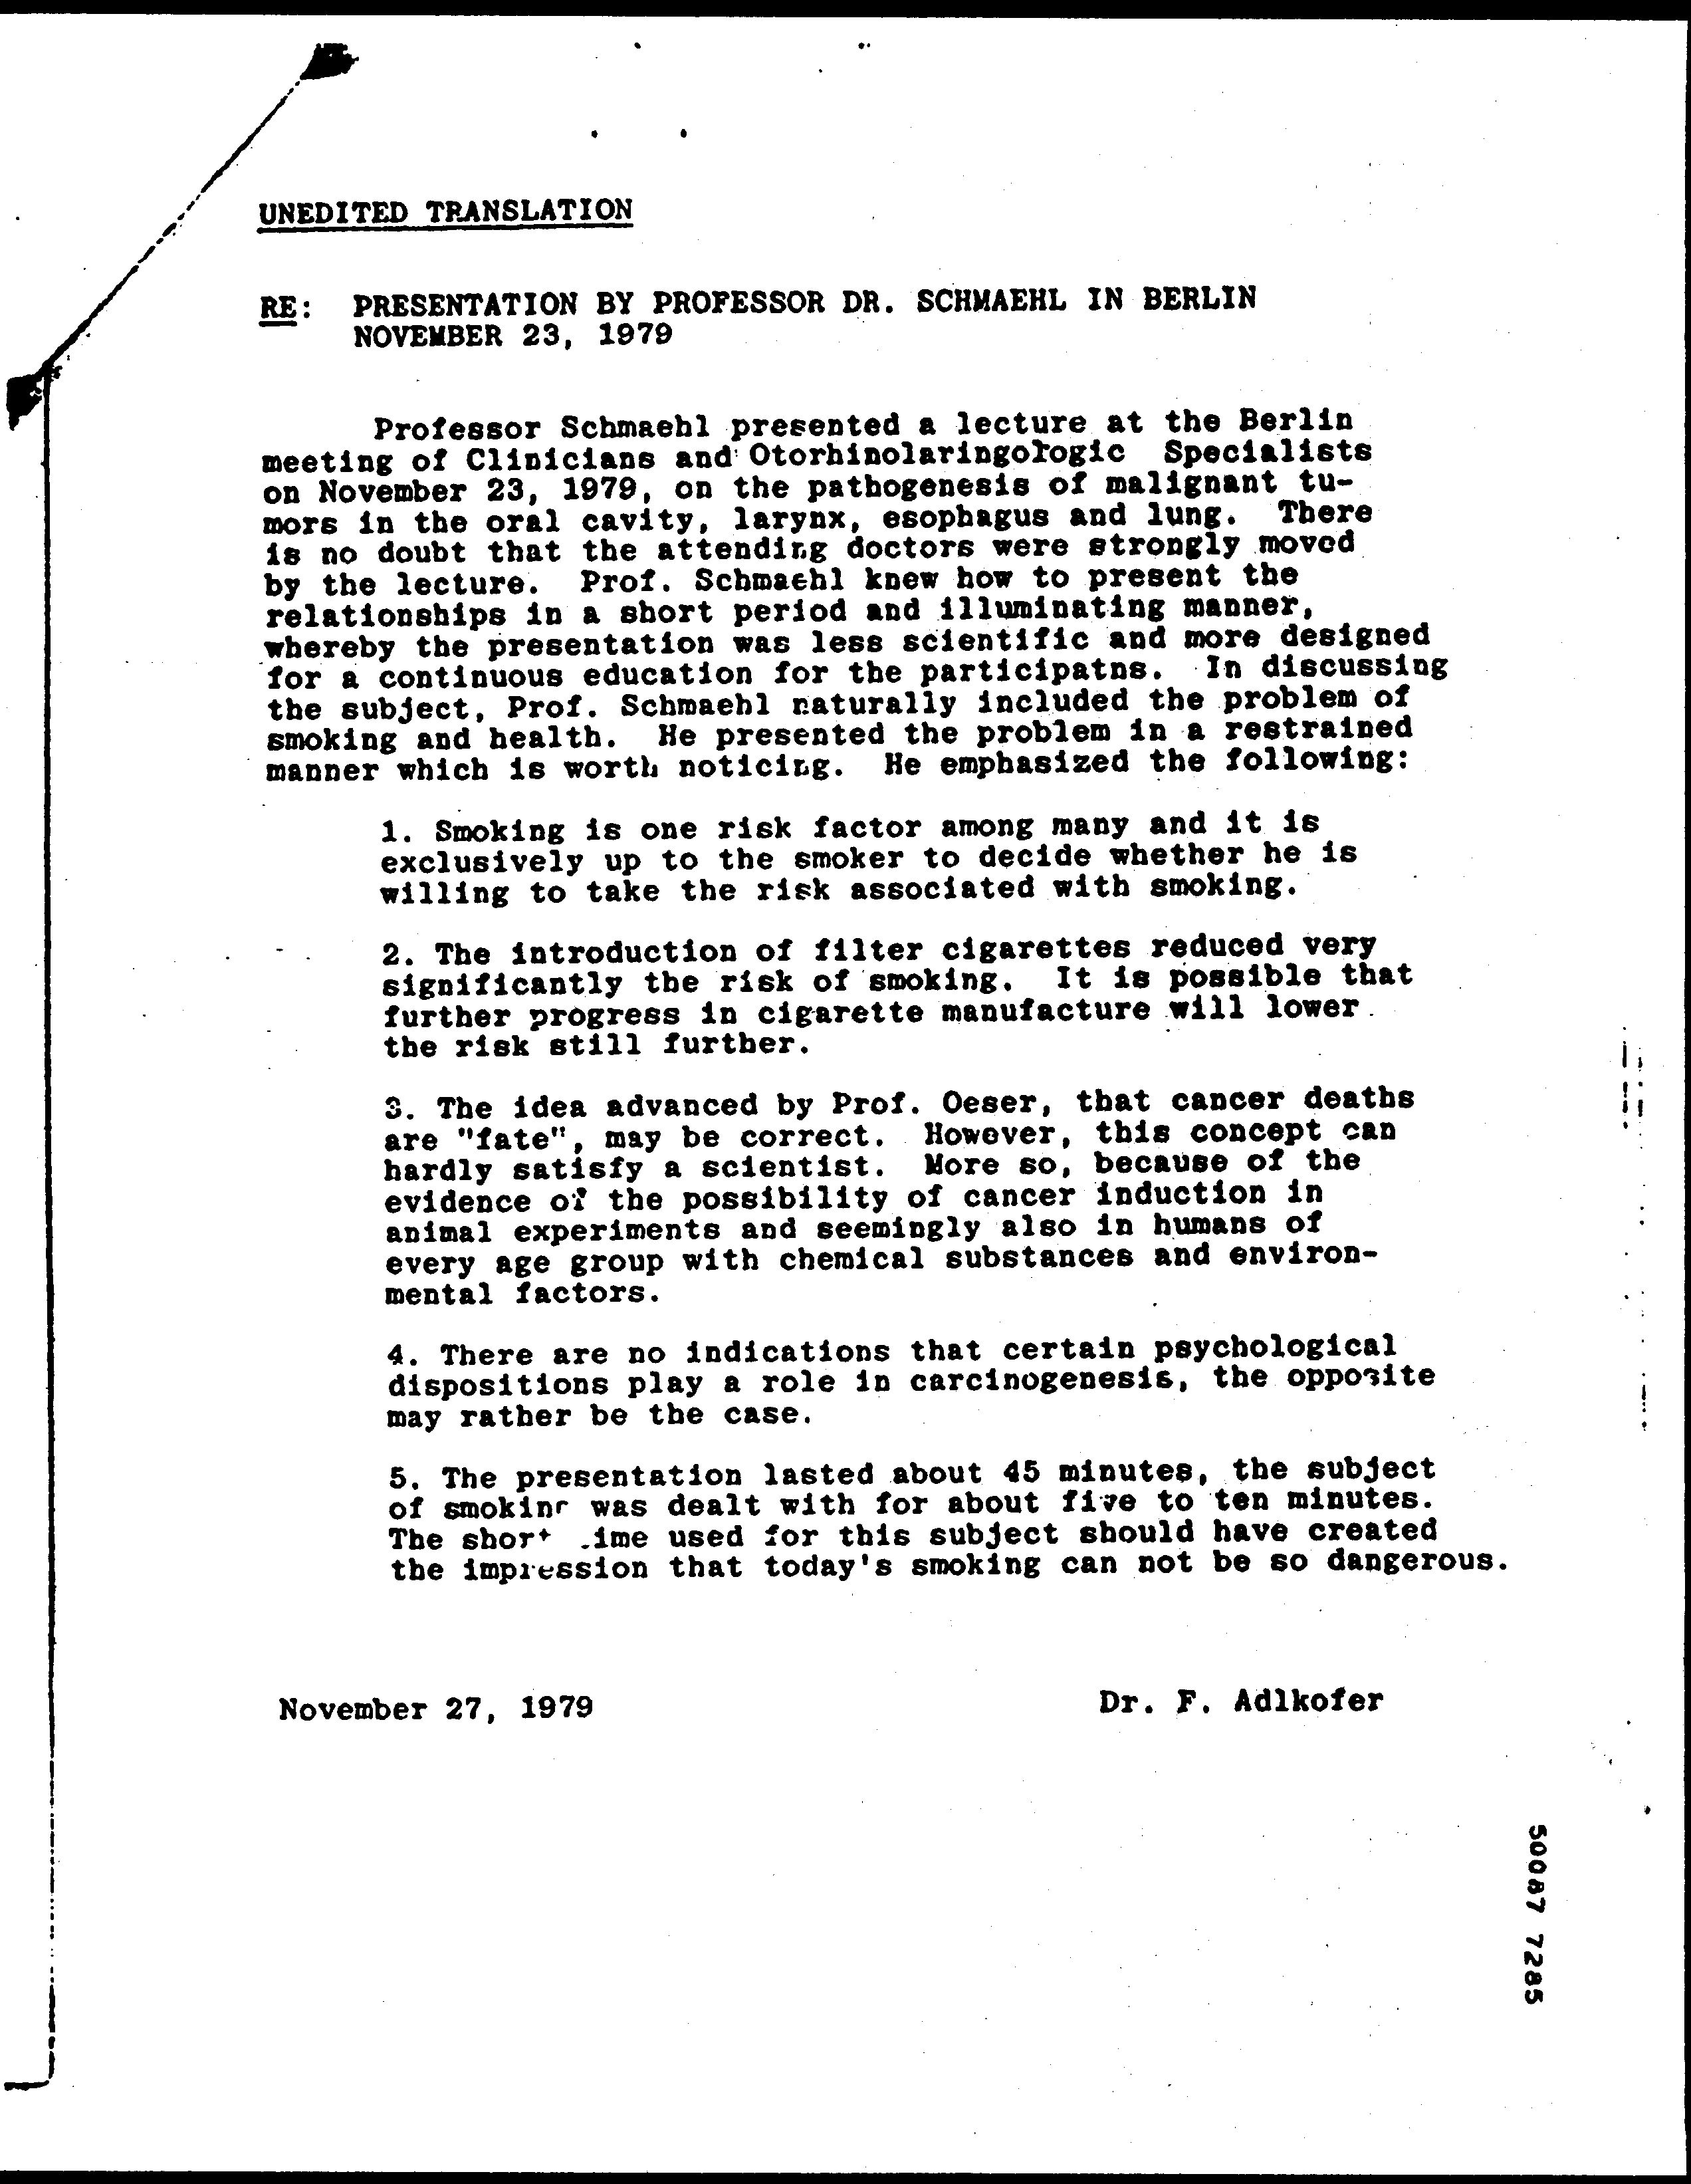 UNEDITED TRANSLATION
RE: PRESENTATION BY PROFESSOR DR. SCHMAEHL IN BERLIN
NOVEMBER 23, 1979
Professor Schmaehl presented a lecture at the Berlin
meeting of Clinicians and Otorhinolaringologic Specialists
on November 23, 1979, on the pathogenesis of malignant tu-
mors in the oral cavity, larynx, esophagus and lung. There
is no doubt that the attending doctors were strongly moved
by the lecture. Prof. Schmaehl knew how to present the
relationships in a short period and illuminating manner,
whereby the presentation was less scientific and more designed
for a continuous education for the participatns. In discussing
the subject, Prof. Schmaehl naturally included the problem of
smoking and health. He presented the problem in a restrained
manner which is worth noticing. He emphasized the following:
1. Smoking is one risk factor among many and it is
exclusively up to the smoker to decide whether he is
willing to take the risk associated with smoking.
2. The introduction of filter cigarettes reduced very
significantly the risk of smoking. It is possible that
further progress in cigarette manufacture will lower
the risk still further.
3. The idea advanced by Prof. Oeser, that cancer deaths
are "fate", may be correct. However, this concept can
hardly satisfy a scientist. More so, because of the
evidence of the possibility of cancer induction in
animal experiments and seemingly also in humans of
every age group with chemical substances and environ-
mental factors.
4. There are no indications that certain psychological
dispositions play a role in carcinogenesis, the opposite
may rather be the case.
5. The presentation lasted about 45 minutes, the subject
of smoking was dealt with for about five to ten minutes.
The short time used for this subject should have created
the impression that today's smoking can not be so dangerous.
November 27, 1979 Dr. F. Adlkofer
50087 7285